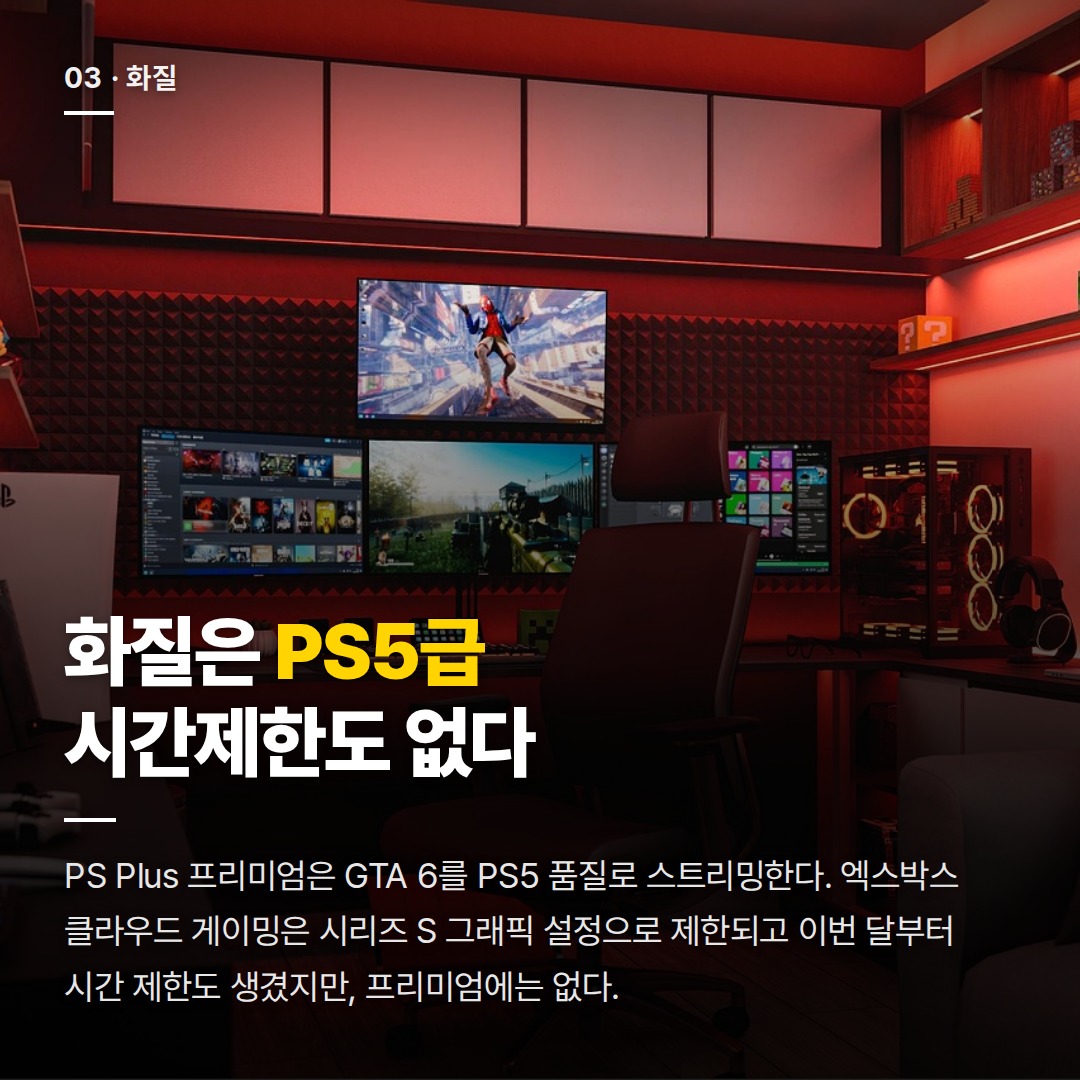 03 · 화질
화질은 PS5급
시간제한도 없다
PS Plus 프리미엄은 GTA 6를 PS5 품질로 스트리밍한다. 엑스박스
클라우드 게이밍은 시리즈 S 그래픽 설정으로 제한되고 이번 달부터
시간 제한도 생겼지만, 프리미엄에는 없다.